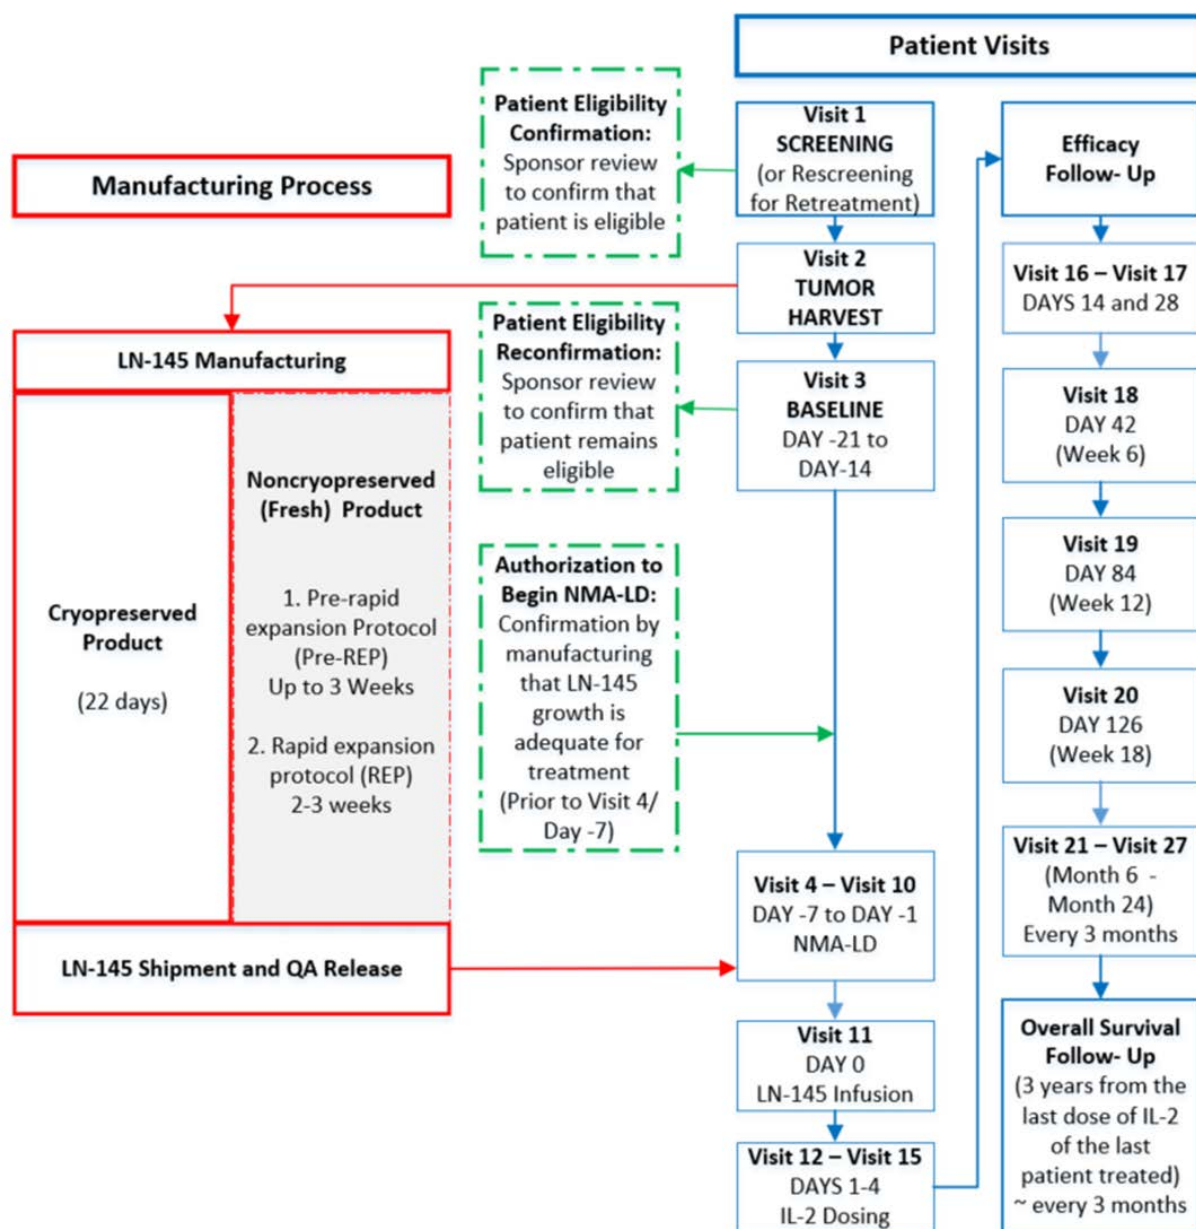 Patient Visits
Manufacturing Process
Patient Eligibility
Confirmation:
Sponsor review
to confirm that
patient is eligible
Visit 1
SCREENING
(or Rescreening
for Retreatment)
Visit 2
TUMOR
HARVEST
Patient Eligibility
Reconfirmation:
Sponsor review
to confirm that
patient remains
eligible
Visit 3
BASELINE
DAY -21 to
DAY-14
LN-145 Manufacturing
Cryopreserved
Product
(22 days)
Noncryopreserved
(Fresh) Product
1. Pre-rapid
expansion Protocol
(Pre-REP)
Up to 3 Weeks
2. Rapid expansion
protocol (REP)
2-3 weeks
Authorization to
Begin NMA-LD:
Confirmation by
manufacturing
that LN-145
growth is
adequate for
treatment
(Prior to Visit 4/
Day -7)
LN-145 Shipment and QA Release
Visit 4 – Visit 10
DAY -7 to DAY -1
NMA-LD
Visit 11
DAY 0
LN-145 Infusion
Visit 12 – Visit 15
DAYS 1-4
IL-2 Dosing
Efficacy
Follow- Up
Visit 16 – Visit 17
DAYS 14 and 28
Visit 18
DAY 42
(Week 6)
Visit 19
DAY 84
(Week 12)
Visit 20
DAY 126
(Week 18)
Visit 21 – Visit 27
(Month 6 -
Month 24)
Every 3 months
Overall Survival
Follow- Up
(3 years from the
last dose of IL-2
of the last
patient treated)
~ every 3 months